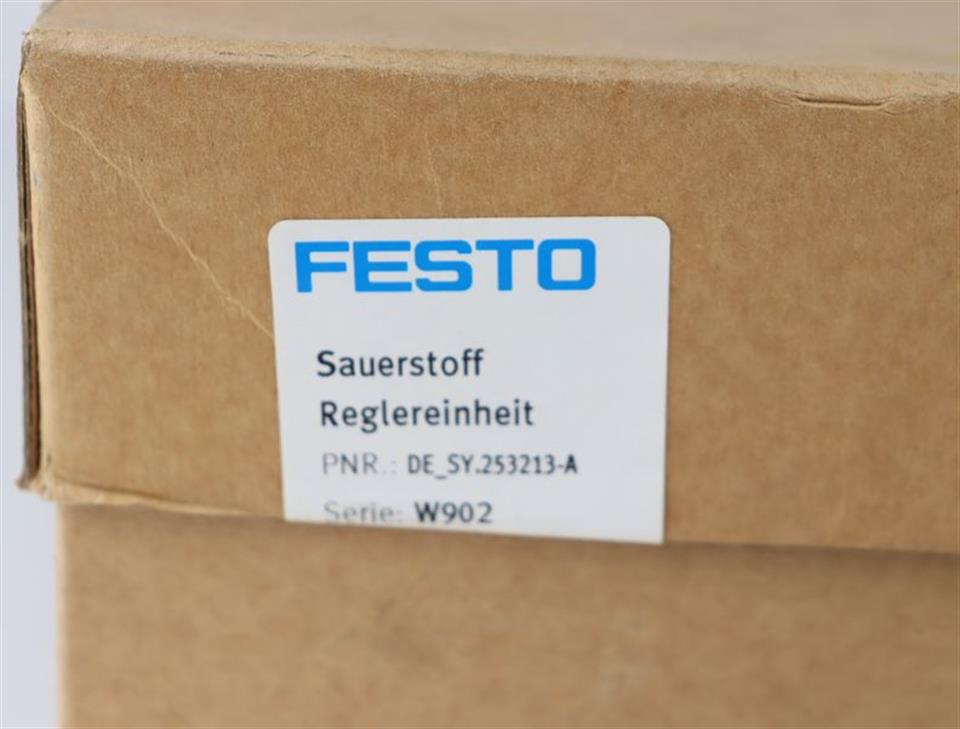 FESTO
Sauerstoff
Reglereinheit
PNR.: DE_SY.253213-A
Serie: W902